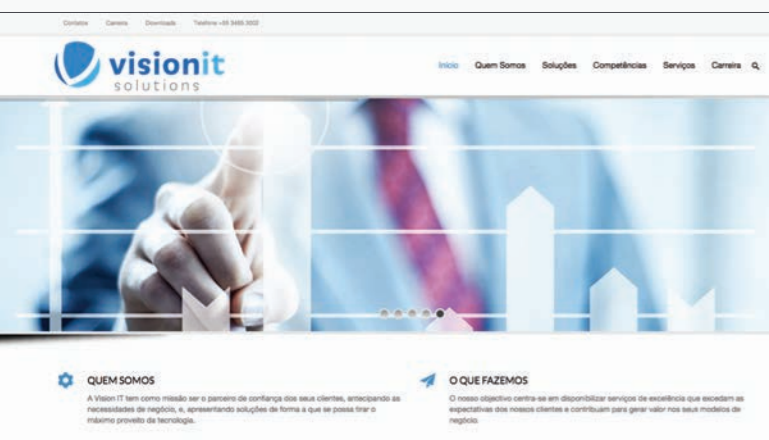 Contatos Carreira Downloads Telefone +55 3455 3002
visionit
solutions
Início Quem Somos Soluções Competências Serviços Carreira
QUEM SOMOS
A Vision IT tem como missão ser o parceiro de confiança dos seus clientes, antecipando as
necessidades de negócio, e, apresentando soluções de forma a que se possa tirar o
máximo proveito da tecnologia.
O QUE FAZEMOS
O nosso objectivo centra-se em disponibilizar serviços de excelência que excedam as
expectativas dos nossos clientes e contribuam para gerar valor nos seus modelos de
negócio.